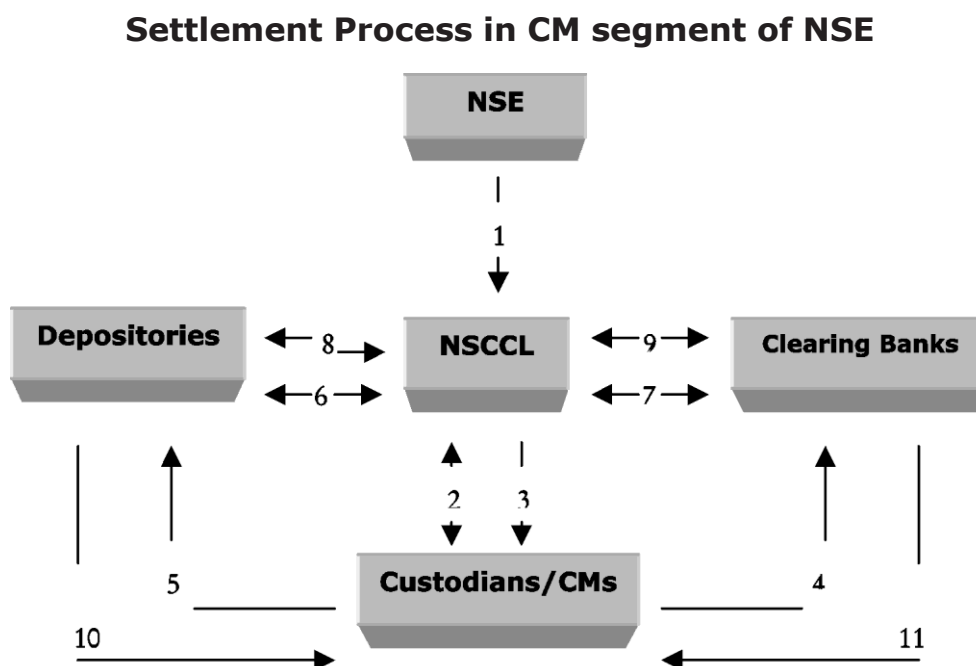 Settlement Process in CM segment of NSE
NSE
1
Depositories
8
NSCCL
9
Clearing Banks
6
7
2
3
5
Custodians/CMs
4
10
11